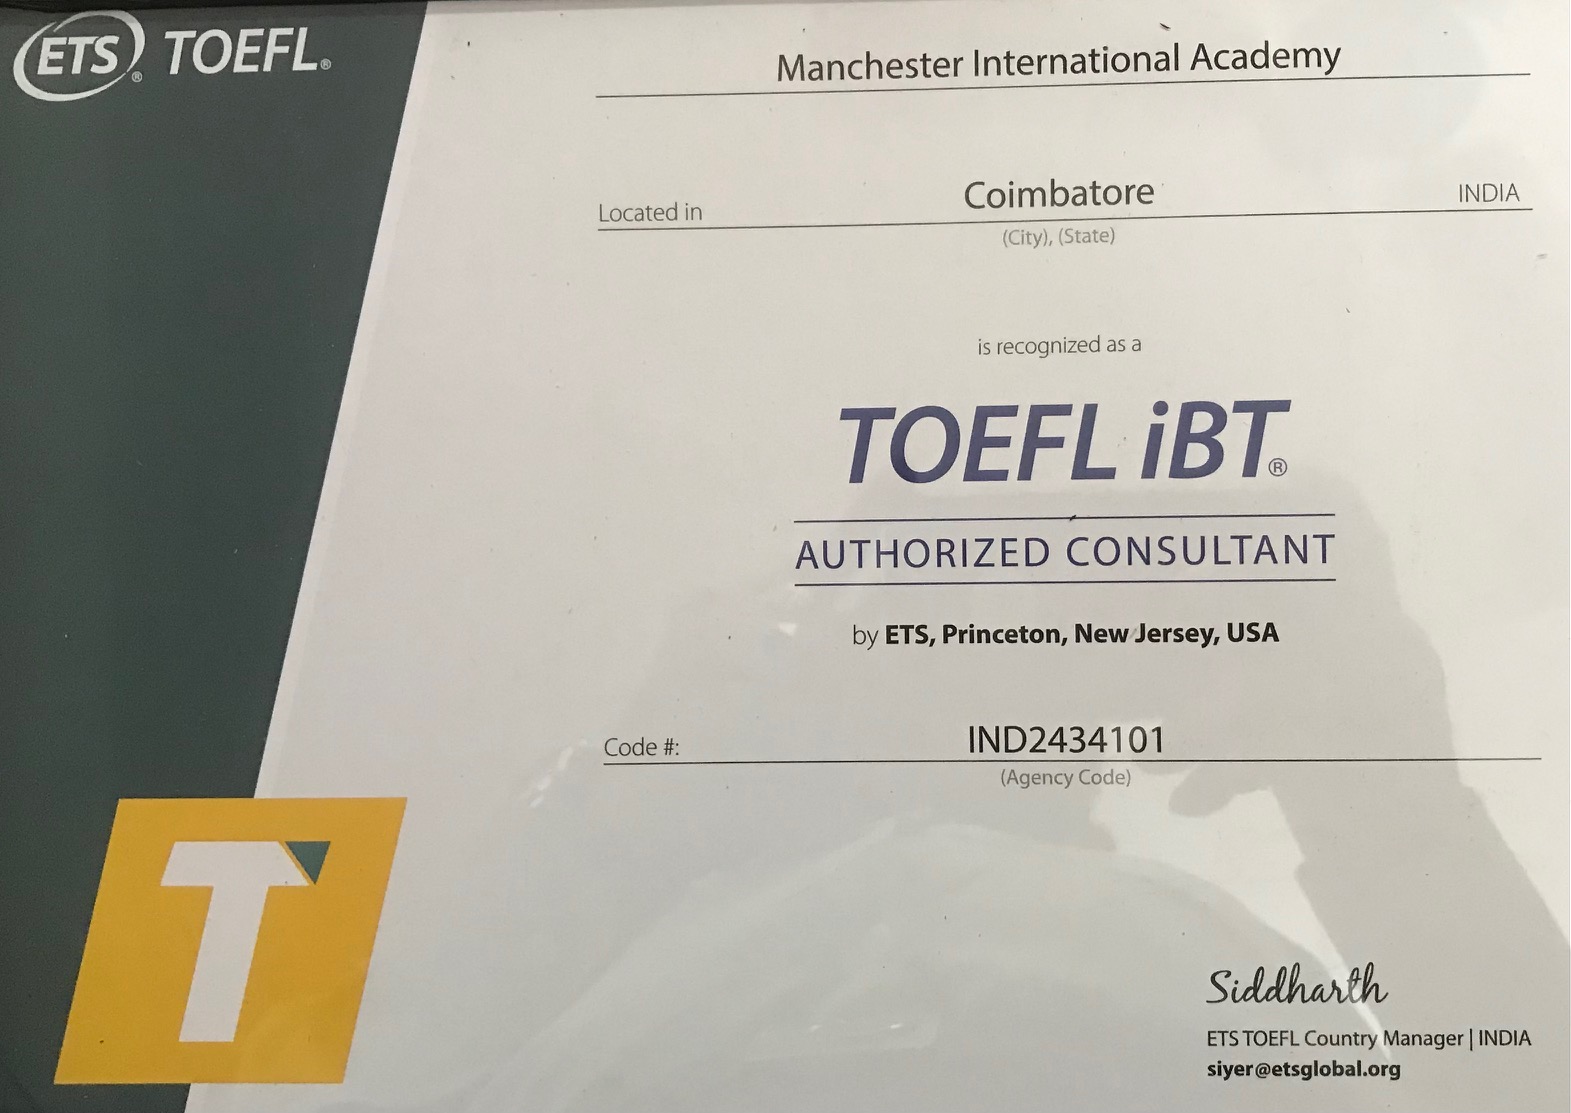 ETS® TOEFL®
Manchester International Academy
Located in Coimbatore INDIA
(City), (State)
is recognized as a
TOEFL iBT®
AUTHORIZED CONSULTANT
by ETS, Princeton, New Jersey, USA
Code #: IND2434101
(Agency Code)
T
Siddharth
ETS TOEFL Country Manager | INDIA
siyer@etsglobal.org